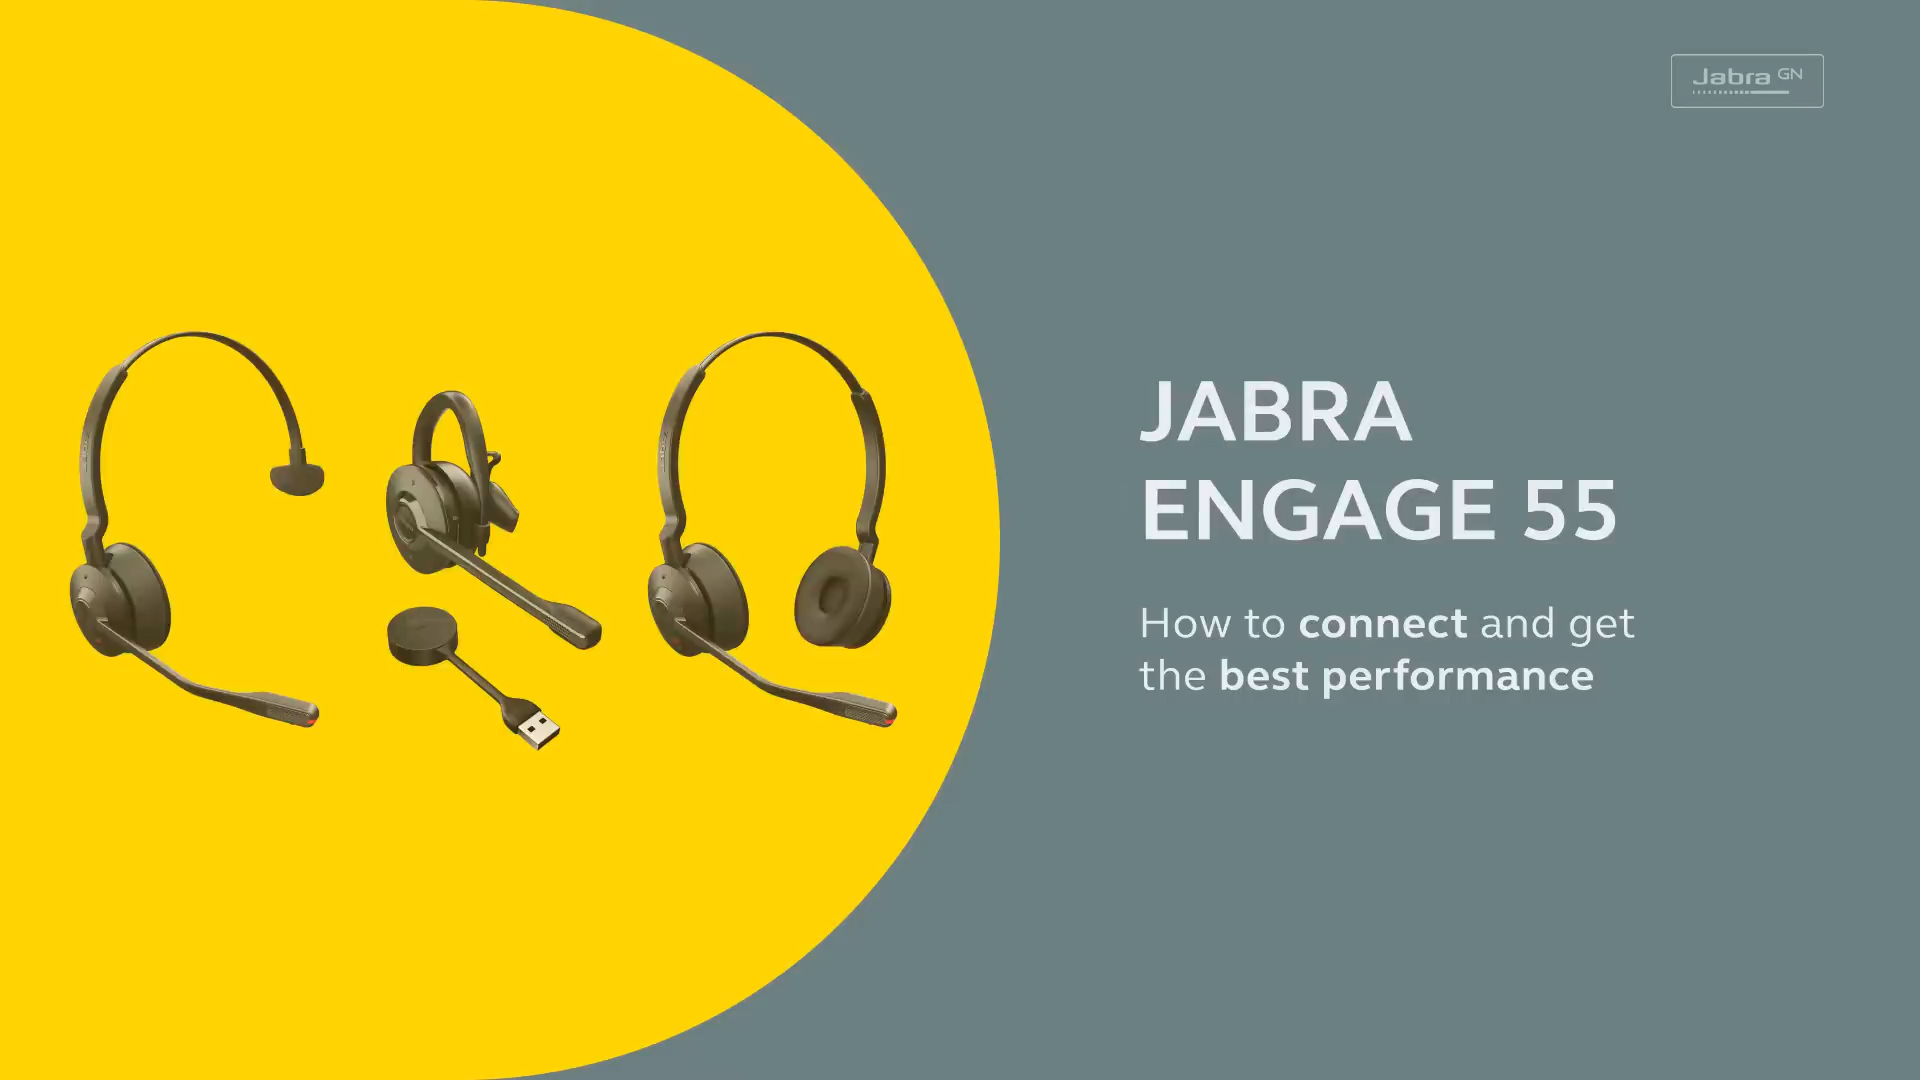 Jabra GN
JABRA
ENGAGE 55
How to connect and get
the best performance